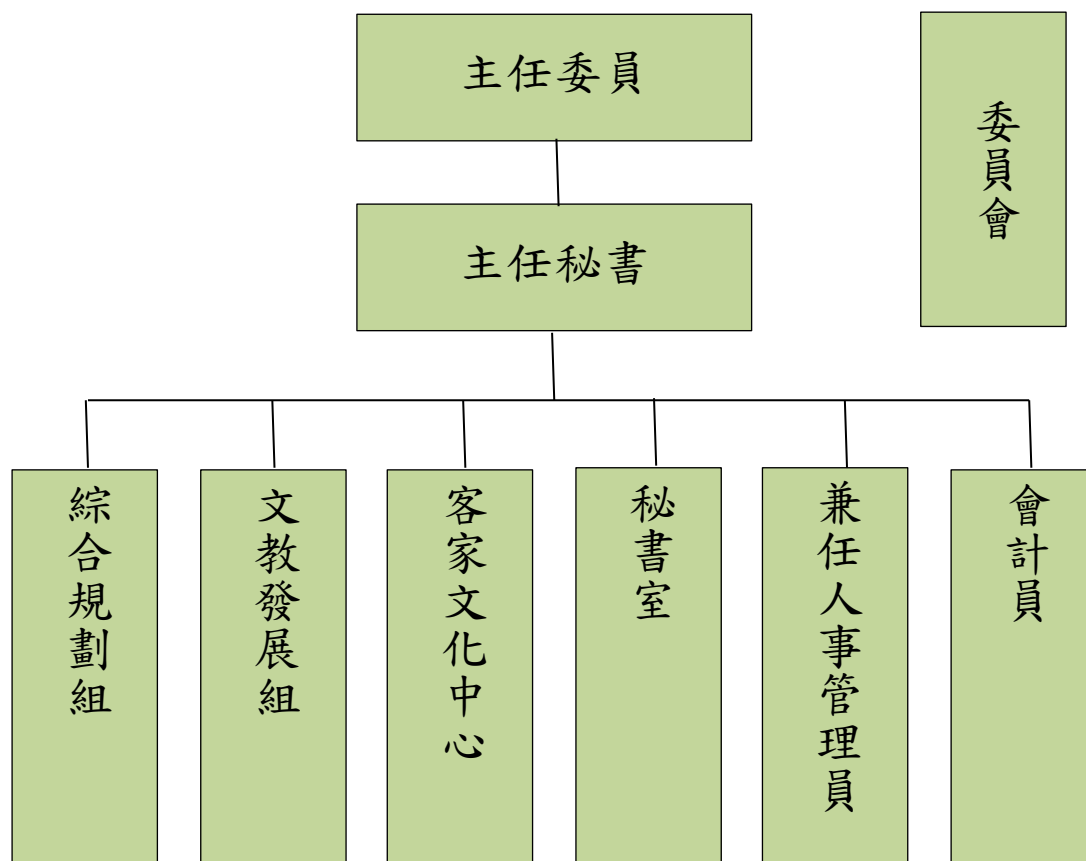 主任委員
委員會
主任秘書
綜合規劃組
文教發展組
客家文化中心
秘書室
兼任人事管理員
會計員